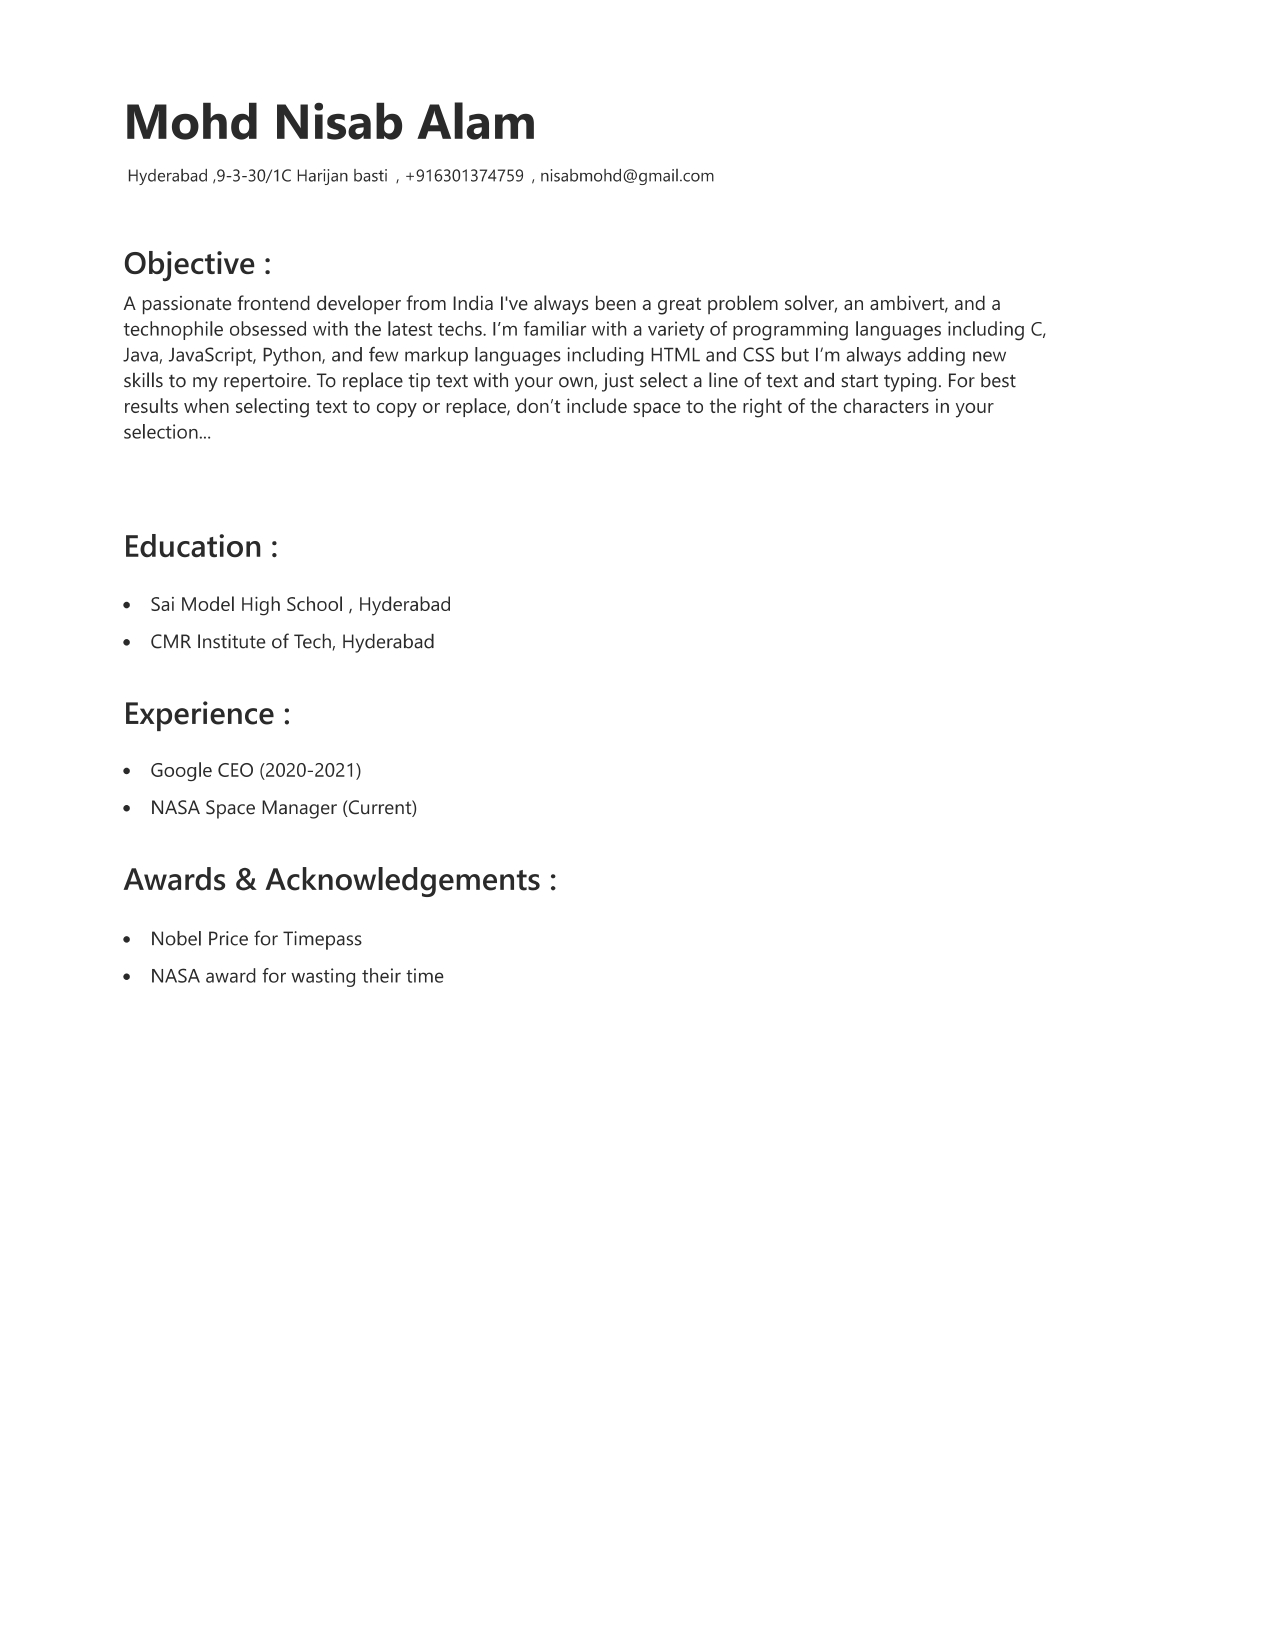 Mohd Nisab Alam
Hyderabad ,9-3-30/1C Harijan basti , +916301374759 , nisabmohd@gmail.com
Objective :
A passionate frontend developer from India I've always been a great problem solver, an ambivert, and a
technophile obsessed with the latest techs. I’m familiar with a variety of programming languages including C,
Java, JavaScript, Python, and few markup languages including HTML and CSS but I’m always adding new
skills to my repertoire. To replace tip text with your own, just select a line of text and start typing. For best
results when selecting text to copy or replace, don’t include space to the right of the characters in your
selection...
Education :
• Sai Model High School , Hyderabad
• CMR Institute of Tech, Hyderabad
Experience :
• Google CEO (2020-2021)
• NASA Space Manager (Current)
Awards & Acknowledgements :
• Nobel Price for Timepass
• NASA award for wasting their time